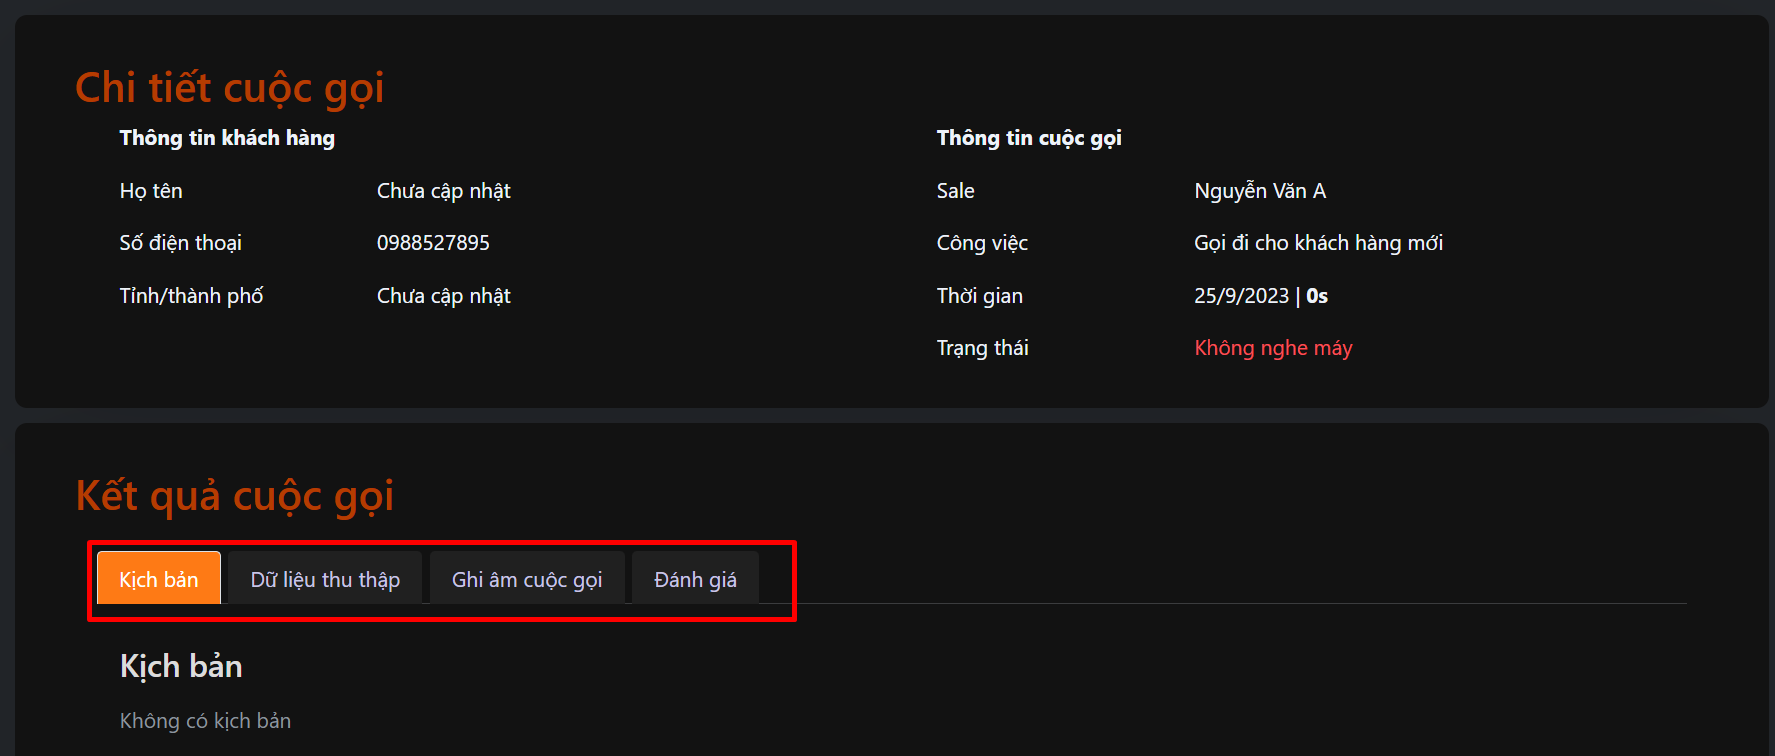 Chi tiết cuộc gọi
Thông tin khách hàng
Họ tên Chưa cập nhật
Số điện thoại 0988527895
Tỉnh/thành phố Chưa cập nhật
Thông tin cuộc gọi
Sale Nguyễn Văn A
Công việc Gọi đi cho khách hàng mới
Thời gian 25/9/2023 | 0s
Trạng thái Không nghe máy
Kết quả cuộc gọi
Kịch bản Dữ liệu thu thập Ghi âm cuộc gọi Đánh giá
Kịch bản
Không có kịch bản